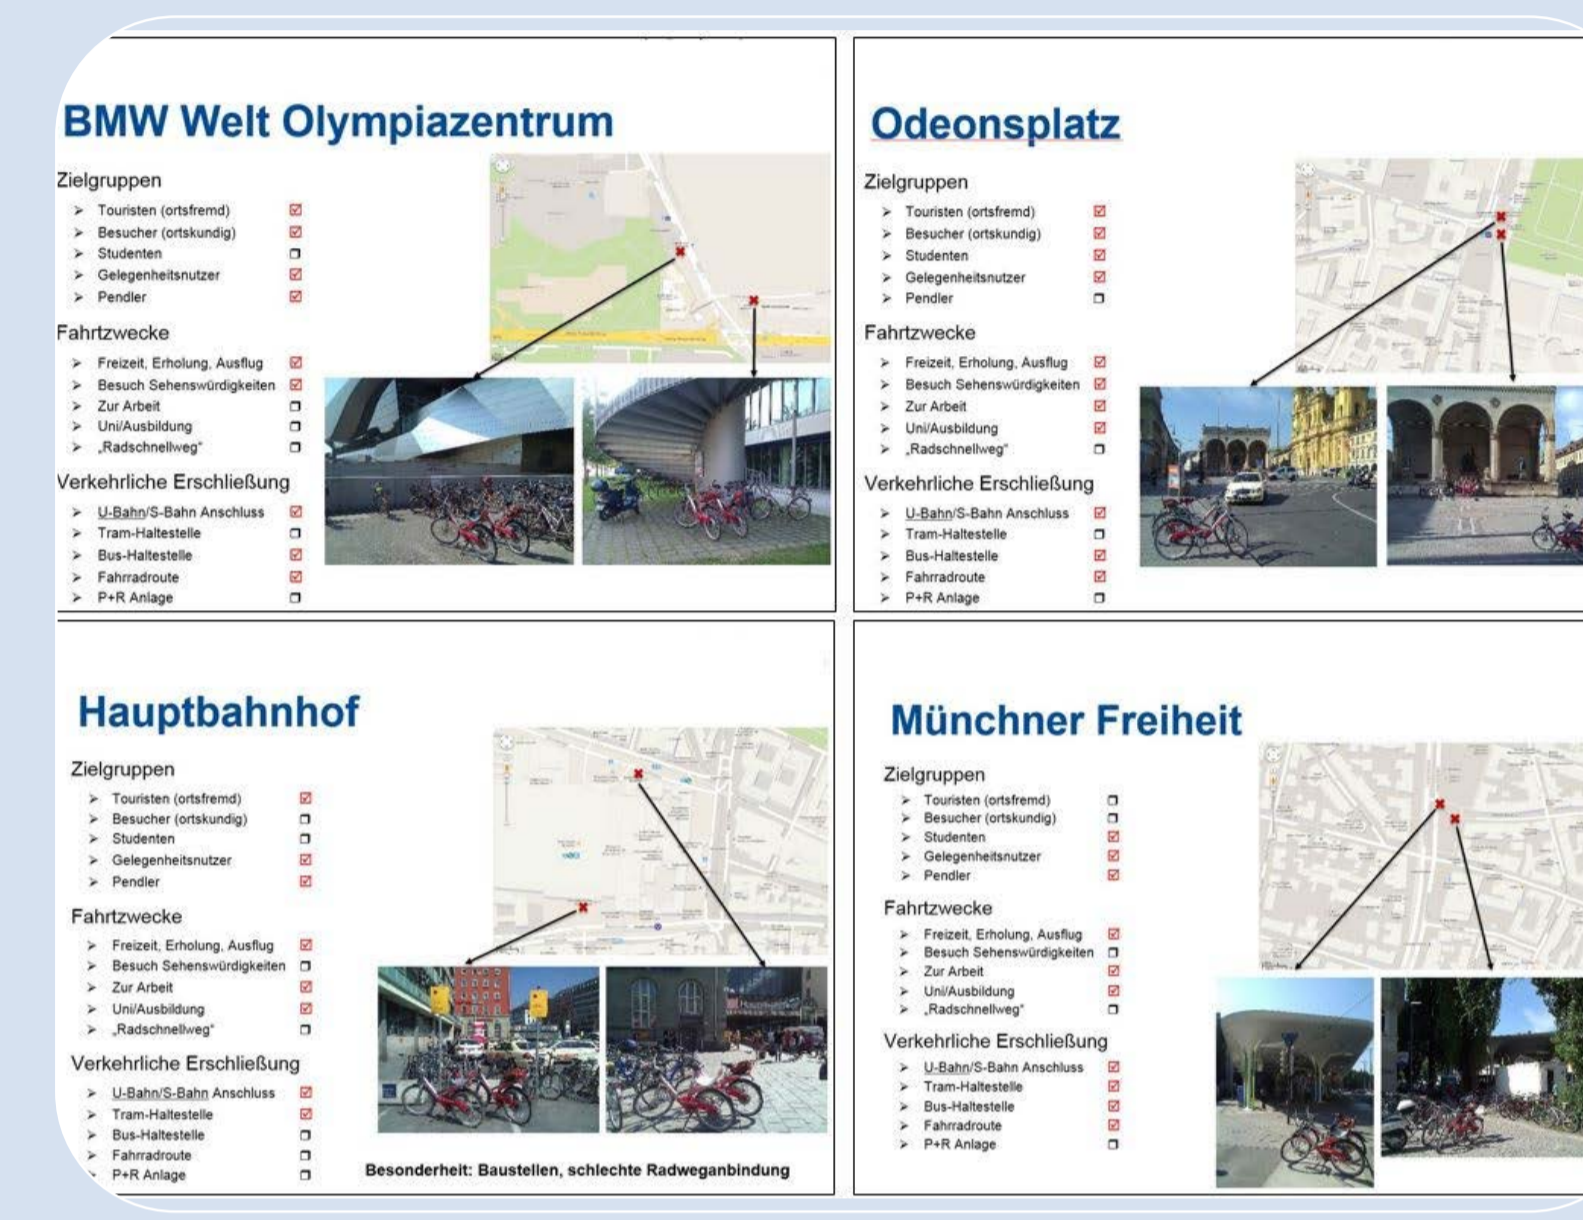 BMW Welt Olympiazentrum
Zielgruppen
➢ Touristen (ortsfremd) ☑
➢ Besucher (ortskundig) ☑
➢ Studenten ☐
➢ Gelegenheitsnutzer ☑
➢ Pendler ☑
Fahrtzwecke
➢ Freizeit, Erholung, Ausflug ☑
➢ Besuch Sehenswürdigkeiten ☑
➢ Zur Arbeit ☐
➢ Uni/Ausbildung ☐
➢ „Radschnellweg“ ☐
Verkehrliche Erschließung
➢ U-Bahn/S-Bahn Anschluss ☑
➢ Tram-Haltestelle ☐
➢ Bus-Haltestelle ☑
➢ Fahrradroute ☑
➢ P+R Anlage ☐
Odeonsplatz
Zielgruppen
➢ Touristen (ortsfremd) ☑
➢ Besucher (ortskundig) ☑
➢ Studenten ☑
➢ Gelegenheitsnutzer ☑
➢ Pendler ☐
Fahrtzwecke
➢ Freizeit, Erholung, Ausflug ☑
➢ Besuch Sehenswürdigkeiten ☑
➢ Zur Arbeit ☑
➢ Uni/Ausbildung ☑
➢ „Radschnellweg“ ☐
Verkehrliche Erschließung
➢ U-Bahn/S-Bahn Anschluss ☑
➢ Tram-Haltestelle ☐
➢ Bus-Haltestelle ☑
➢ Fahrradroute ☑
➢ P+R Anlage ☐
Hauptbahnhof
Zielgruppen
➢ Touristen (ortsfremd) ☑
➢ Besucher (ortskundig) ☐
➢ Studenten ☐
➢ Gelegenheitsnutzer ☑
➢ Pendler ☑
Fahrtzwecke
➢ Freizeit, Erholung, Ausflug ☑
➢ Besuch Sehenswürdigkeiten ☐
➢ Zur Arbeit ☑
➢ Uni/Ausbildung ☑
➢ „Radschnellweg“ ☐
Verkehrliche Erschließung
➢ U-Bahn/S-Bahn Anschluss ☑
➢ Tram-Haltestelle ☑
➢ Bus-Haltestelle ☐
➢ Fahrradroute ☐
➢ P+R Anlage ☐
Besonderheit: Baustellen, schlechte Radweganbindung
Münchner Freiheit
Zielgruppen
➢ Touristen (ortsfremd) ☐
➢ Besucher (ortskundig) ☐
➢ Studenten ☑
➢ Gelegenheitsnutzer ☑
➢ Pendler ☑
Fahrtzwecke
➢ Freizeit, Erholung, Ausflug ☑
➢ Besuch Sehenswürdigkeiten ☐
➢ Zur Arbeit ☑
➢ Uni/Ausbildung ☑
➢ „Radschnellweg“ ☐
Verkehrliche Erschließung
➢ U-Bahn/S-Bahn Anschluss ☑
➢ Tram-Haltestelle ☑
➢ Bus-Haltestelle ☑
➢ Fahrradroute ☑
➢ P+R Anlage ☐